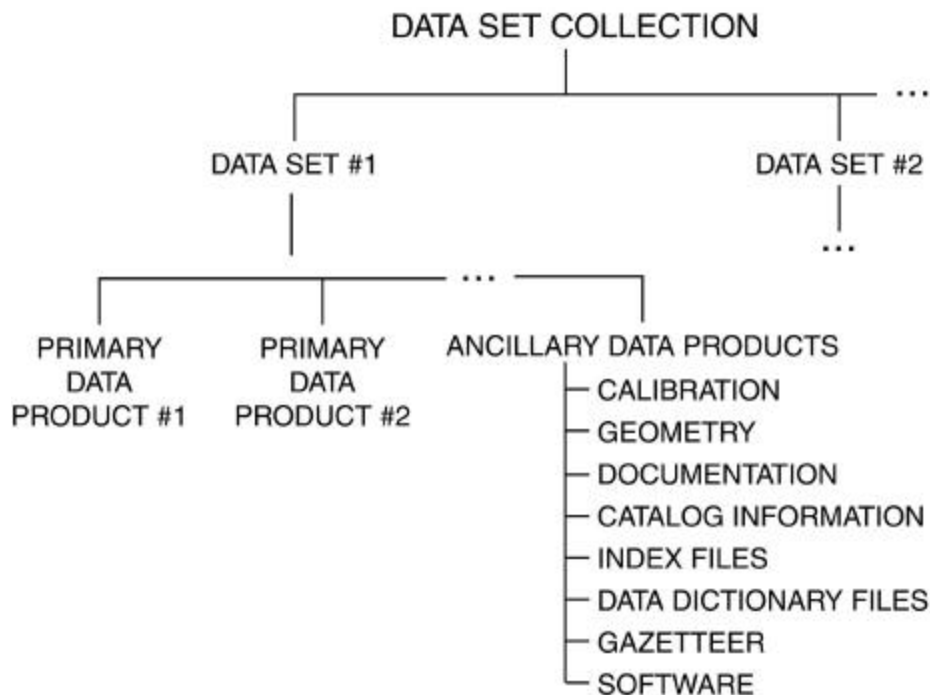 DATA SET COLLECTION
...
DATA SET #1
DATA SET #2
...
...
PRIMARY
DATA
PRODUCT #1
PRIMARY
DATA
PRODUCT #2
ANCILLARY DATA PRODUCTS
CALIBRATION
GEOMETRY
DOCUMENTATION
CATALOG INFORMATION
INDEX FILES
DATA DICTIONARY FILES
GAZETTEER
SOFTWARE